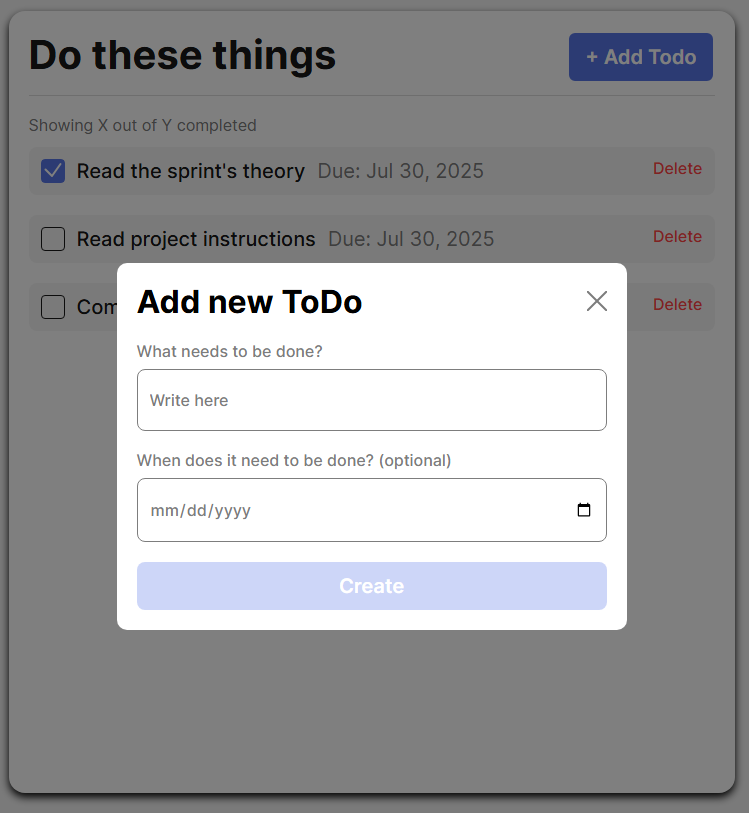 Do these things
+ Add Todo
Showing X out of Y completed
Read the sprint's theory Due: Jul 30, 2025 Delete
Read project instructions Due: Jul 30, 2025 Delete
Delete
Add new ToDo
What needs to be done?
Write here
When does it need to be done? (optional)
mm/dd/yyyy
Create